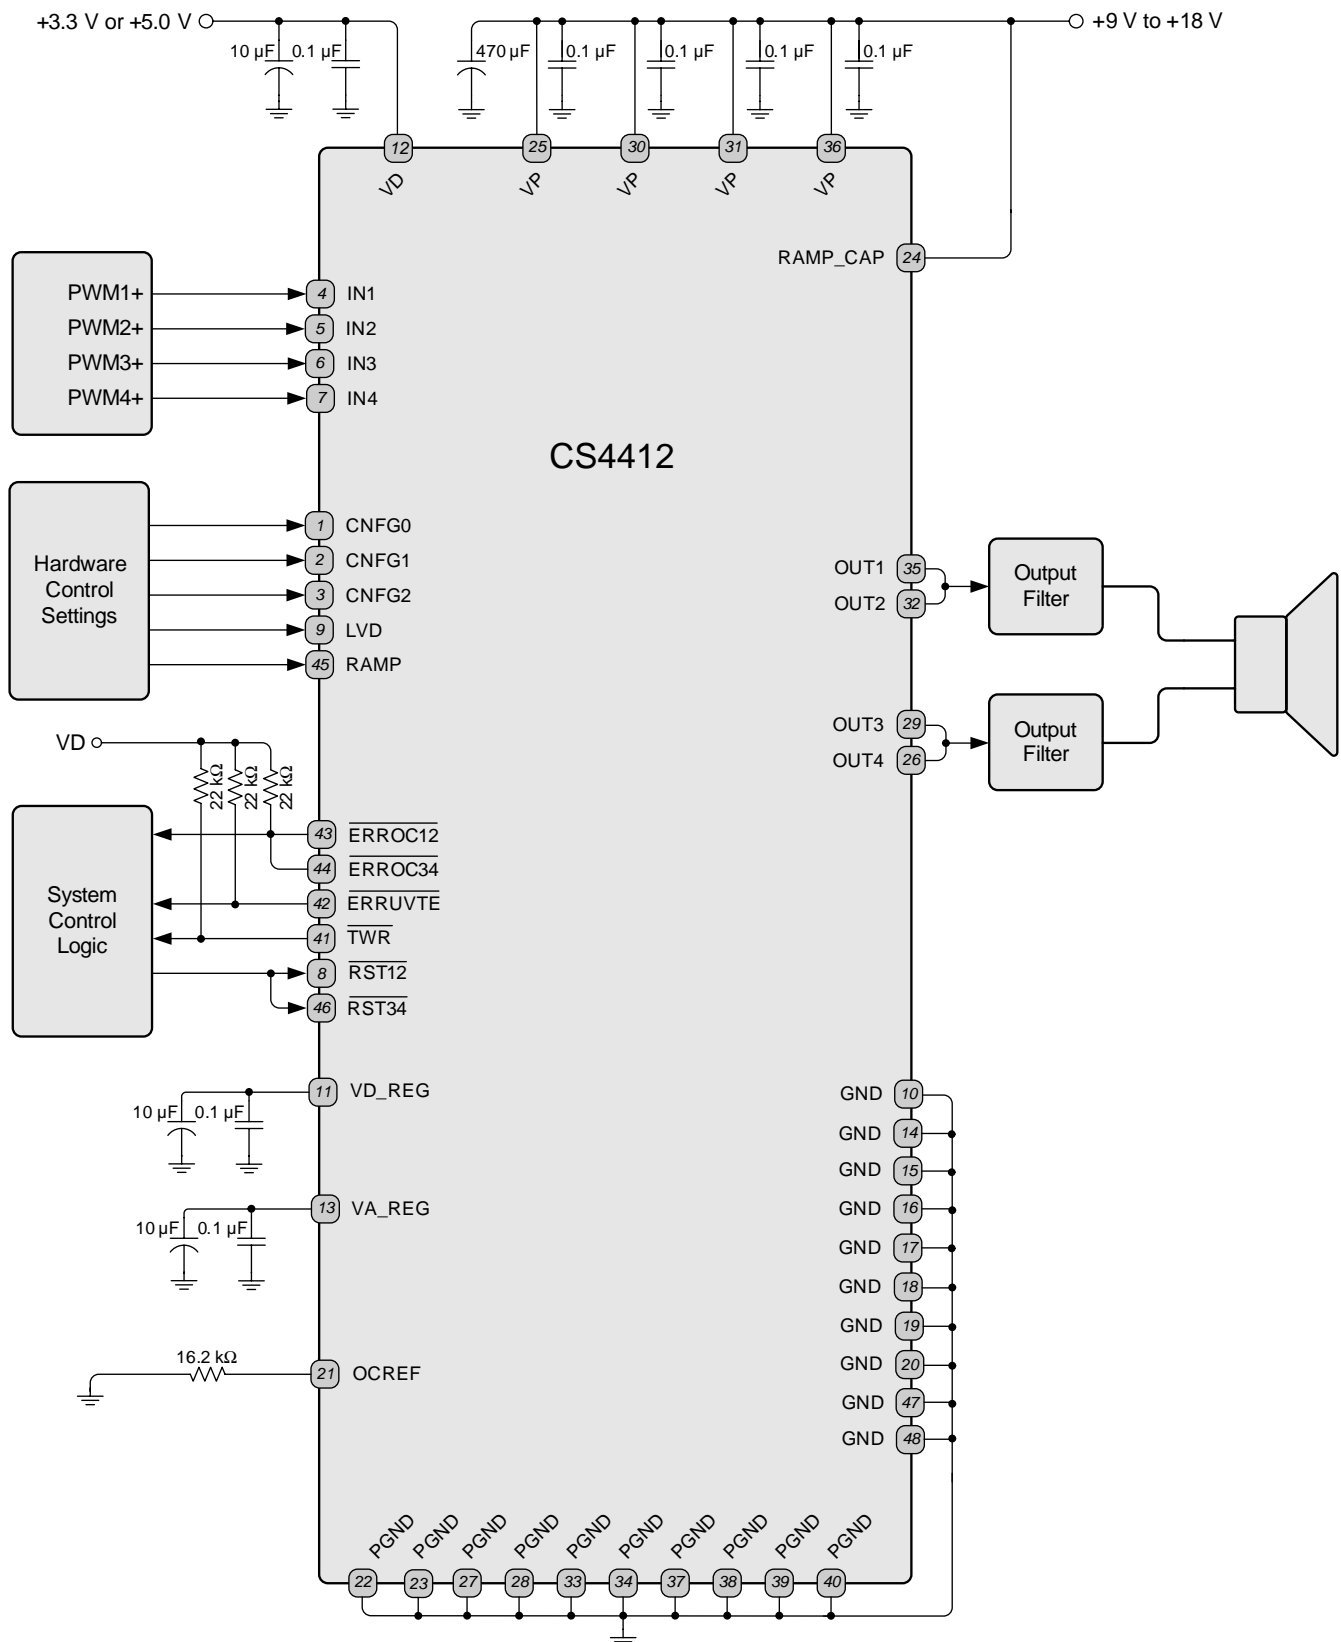 +3.3 V or +5.0 V
+9 V to +18 V
10 µF
0.1 µF
470 µF
0.1 µF
0.1 µF
0.1 µF
0.1 µF
12
25
30
31
36
VD
VP
VP
VP
VP
RAMP_CAP
24
PWM1+
4
IN1
PWM2+
5
IN2
PWM3+
6
IN3
PWM4+
7
IN4
CS4412
Hardware
Control
Settings
1
CNFG0
2
CNFG1
3
CNFG2
9
LVD
45
RAMP
OUT1
35
OUT2
32
Output
Filter
OUT3
29
OUT4
26
Output
Filter
VD
22 kΩ
22 kΩ
22 kΩ
System
Control
Logic
43
ERROC12
44
ERROC34
42
ERRUVTE
41
TWR
8
RST12
46
RST34
11
VD_REG
10 µF
0.1 µF
13
VA_REG
10 µF
0.1 µF
16.2 kΩ
21
OCREF
GND
10
GND
14
GND
15
GND
16
GND
17
GND
18
GND
19
GND
20
GND
47
GND
48
PGND
PGND
PGND
PGND
PGND
PGND
PGND
PGND
PGND
PGND
22
23
27
28
33
34
37
38
39
40